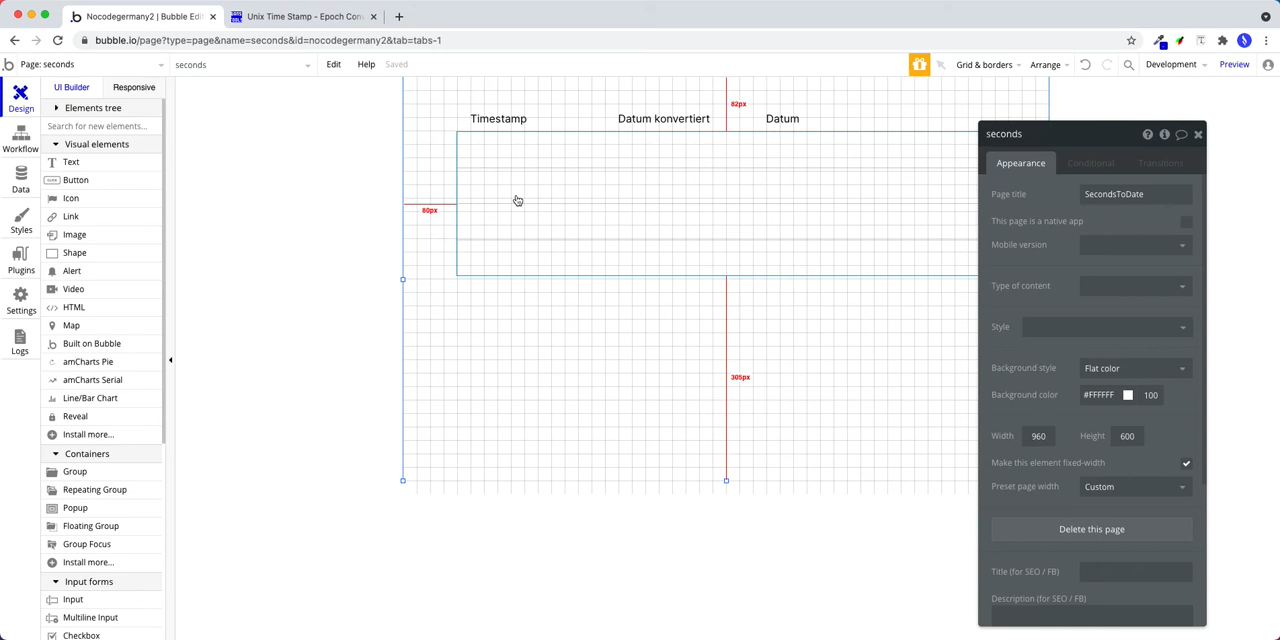 Nocodegermany2 | Bubble Edi
Unix Time Stamp - Epoch Conv
bubble.io/page?type=page&name=seconds&id=nocodegermany2&tab=tabs-1
Page: seconds
seconds
Edit
Help
Saved
Grid & borders
Arrange
Development
Preview
Design
Workflow
Data
Styles
Plugins
Settings
Logs
UI Builder
Responsive
Elements tree
Search for new elements...
Visual elements
Text
Button
Icon
Link
Image
Shape
Alert
Video
HTML
Map
Built on Bubble
amCharts Pie
amCharts Serial
Line/Bar Chart
Reveal
Install more...
Containers
Group
Repeating Group
Popup
Floating Group
Group Focus
Install more...
Input forms
Input
Multiline Input
Checkbox
82px
Timestamp
Datum konvertiert
Datum
80px
305px
seconds
Appearance
Conditional
Transitions
Page title
SecondsToDate
This page is a native app
Mobile version
Type of content
Style
Background style
Flat color
Background color
#FFFFFF
100
Width
960
Height
600
Make this element fixed-width
Preset page width
Custom
Delete this page
Title (for SEO / FB)
Description (for SEO / FB)